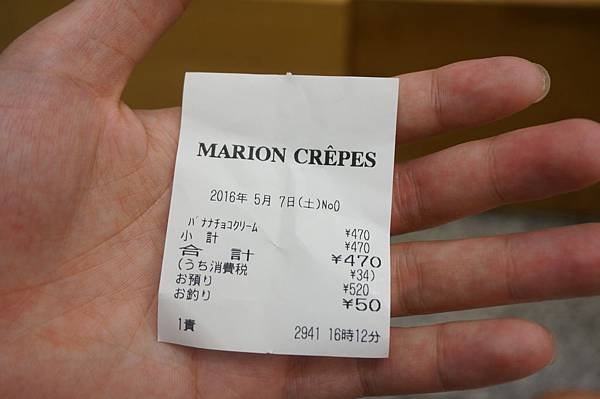 MARION CRÊPES
2016年 5月 7日(土)No0
バナナチョコクリーム ¥470
小 計 ¥470
合 計 ¥470
(うち消費税 ¥34)
お預り ¥520
お釣り ¥50
1責 2941 16時12分